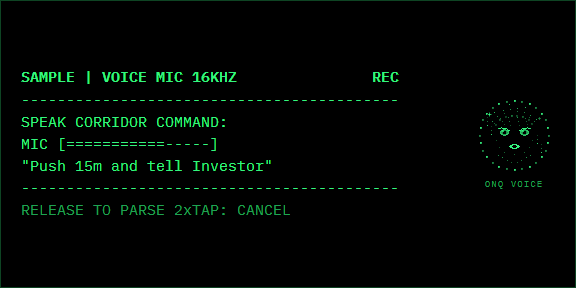 SAMPLE | VOICE MIC 16KHZ REC
------------------------------------------
SPEAK CORRIDOR COMMAND:
MIC [===========-----]
"Push 15m and tell Investor"
------------------------------------------
RELEASE TO PARSE 2xTAP: CANCEL
ONQ VOICE